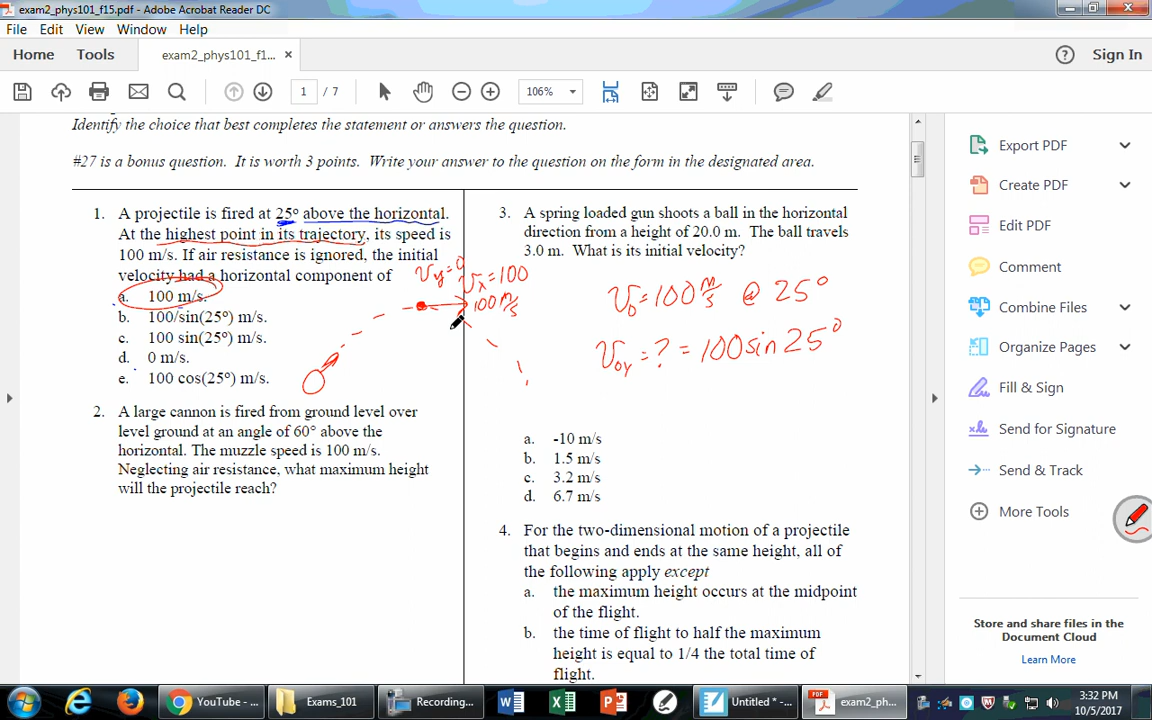 exam2_phys101_f15.pdf - Adobe Acrobat Reader DC
File Edit View Window Help
Home Tools exam2_phys101_f1... × Sign In
1 / 7 106%
Identify the choice that best completes the statement or answers the question.
#27 is a bonus question. It is worth 3 points. Write your answer to the question on the form in the designated area.
1. A projectile is fired at 25° above the horizontal.
At the highest point in its trajectory, its speed is
100 m/s. If air resistance is ignored, the initial
velocity had a horizontal component of
a. 100 m/s.
b. 100/sin(25°) m/s.
c. 100 sin(25°) m/s.
d. 0 m/s.
e. 100 cos(25°) m/s.
Vy=0
Vx=100
100 m/s
2. A large cannon is fired from ground level over
level ground at an angle of 60° above the
horizontal. The muzzle speed is 100 m/s.
Neglecting air resistance, what maximum height
will the projectile reach?
3. A spring loaded gun shoots a ball in the horizontal
direction from a height of 20.0 m. The ball travels
3.0 m. What is its initial velocity?
V0=100 m/s @ 25°
V0y=?=100sin25°
a. -10 m/s
b. 1.5 m/s
c. 3.2 m/s
d. 6.7 m/s
4. For the two-dimensional motion of a projectile
that begins and ends at the same height, all of
the following apply except
a. the maximum height occurs at the midpoint
of the flight.
b. the time of flight to half the maximum
height is equal to 1/4 the total time of
flight.
Export PDF
Create PDF
Edit PDF
Comment
Combine Files
Organize Pages
Fill & Sign
Send for Signature
Send & Track
More Tools
Store and share files in the
Document Cloud
Learn More
YouTube - ... Exams_101 Recording... Untitled * -... exam2_ph...
3:32 PM
10/5/2017